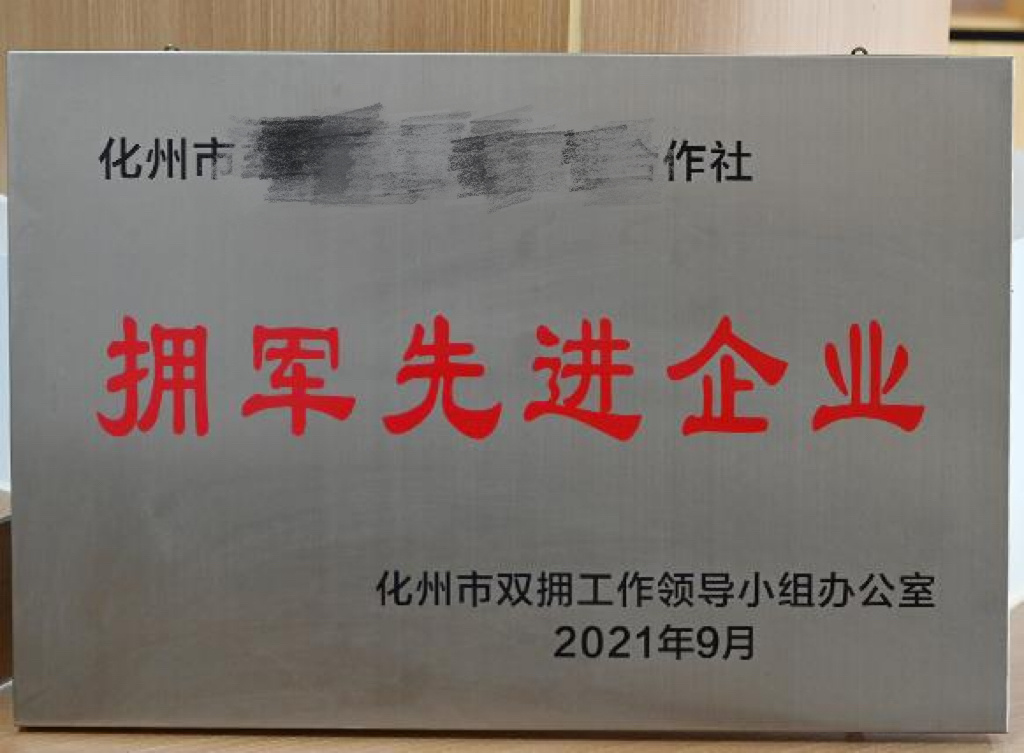 化州市 合作社
拥军先进企业
化州市双拥工作领导小组办公室
2021年9月